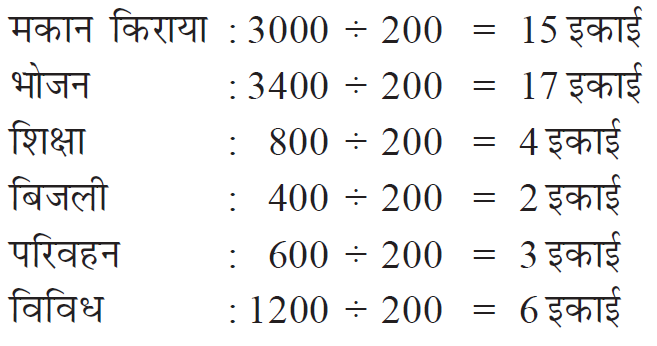 मकान किराया : 3000 ÷ 200 = 15 इकाई
भोजन : 3400 ÷ 200 = 17 इकाई
शिक्षा : 800 ÷ 200 = 4 इकाई
बिजली : 400 ÷ 200 = 2 इकाई
परिवहन : 600 ÷ 200 = 3 इकाई
विविध : 1200 ÷ 200 = 6 इकाई